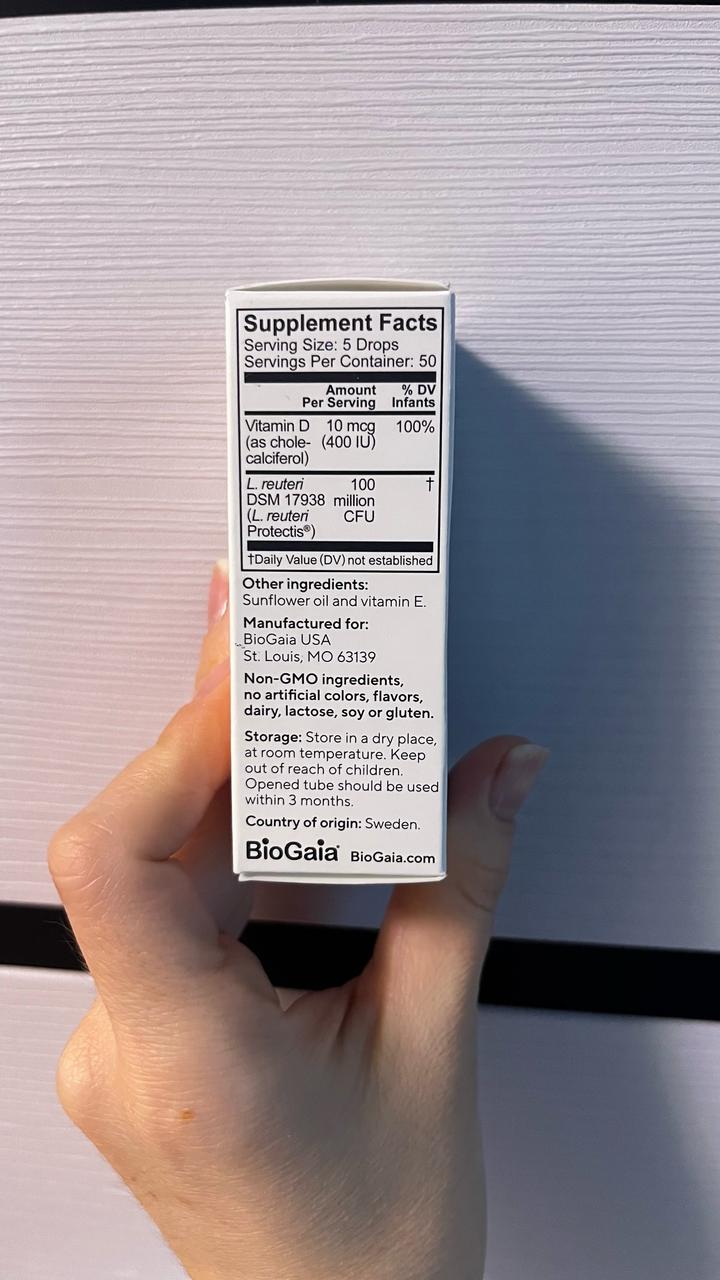 Supplement Facts
Serving Size: 5 Drops
Servings Per Container: 50
Amount % DV
Per Serving Infants
Vitamin D 10 mcg 100%
(as chole- (400 IU)
calciferol)
L. reuteri 100 †
DSM 17938 million
(L. reuteri CFU
Protectis®)
†Daily Value (DV) not established
Other ingredients:
Sunflower oil and vitamin E.
Manufactured for:
BioGaia USA
St. Louis, MO 63139
Non-GMO ingredients,
no artificial colors, flavors,
dairy, lactose, soy or gluten.
Storage: Store in a dry place,
at room temperature. Keep
out of reach of children.
Opened tube should be used
within 3 months.
Country of origin: Sweden.
BioGaia® BioGaia.com